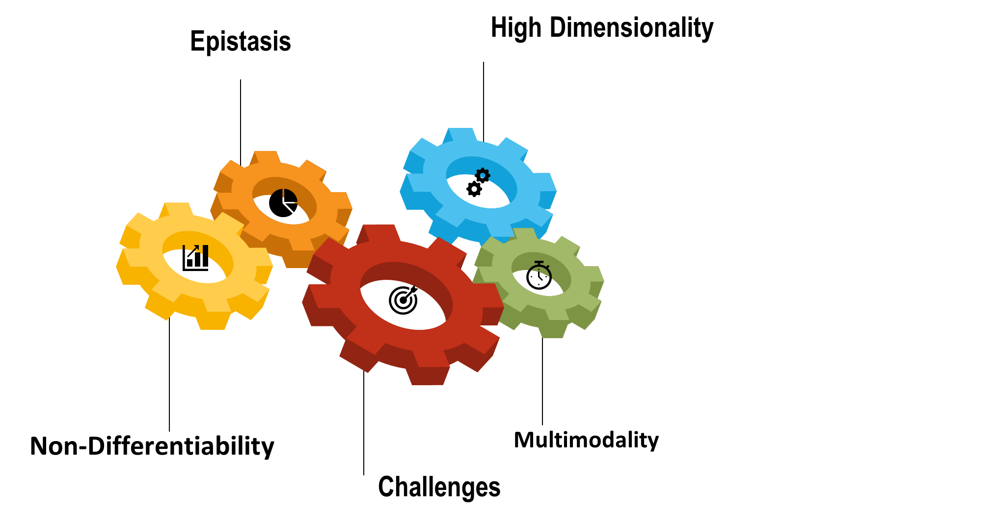 High Dimensionality
Epistasis
Non-Differentiability
Multimodality
Challenges